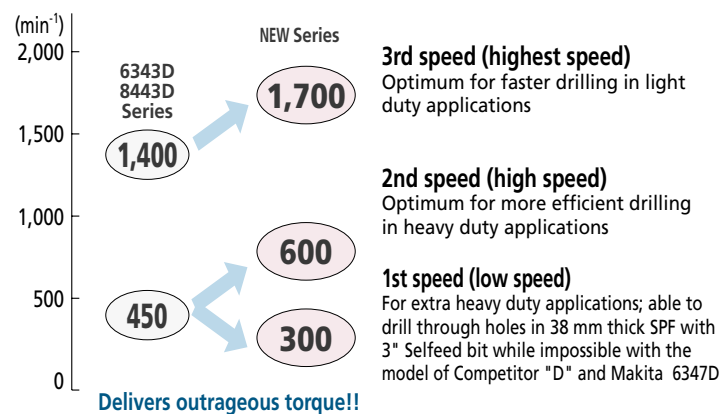 (min-1)
2,000
1,500
1,000
500
0
6343D
8443D
Series
1,400
450
NEW Series
1,700
600
300
3rd speed (highest speed)
Optimum for faster drilling in light
duty applications
2nd speed (high speed)
Optimum for more efficient drilling
in heavy duty applications
1st speed (low speed)
For extra heavy duty applications; able to
drill through holes in 38 mm thick SPF with
3" Selfeed bit while impossible with the
model of Competitor "D" and Makita 6347D
Delivers outrageous torque!!